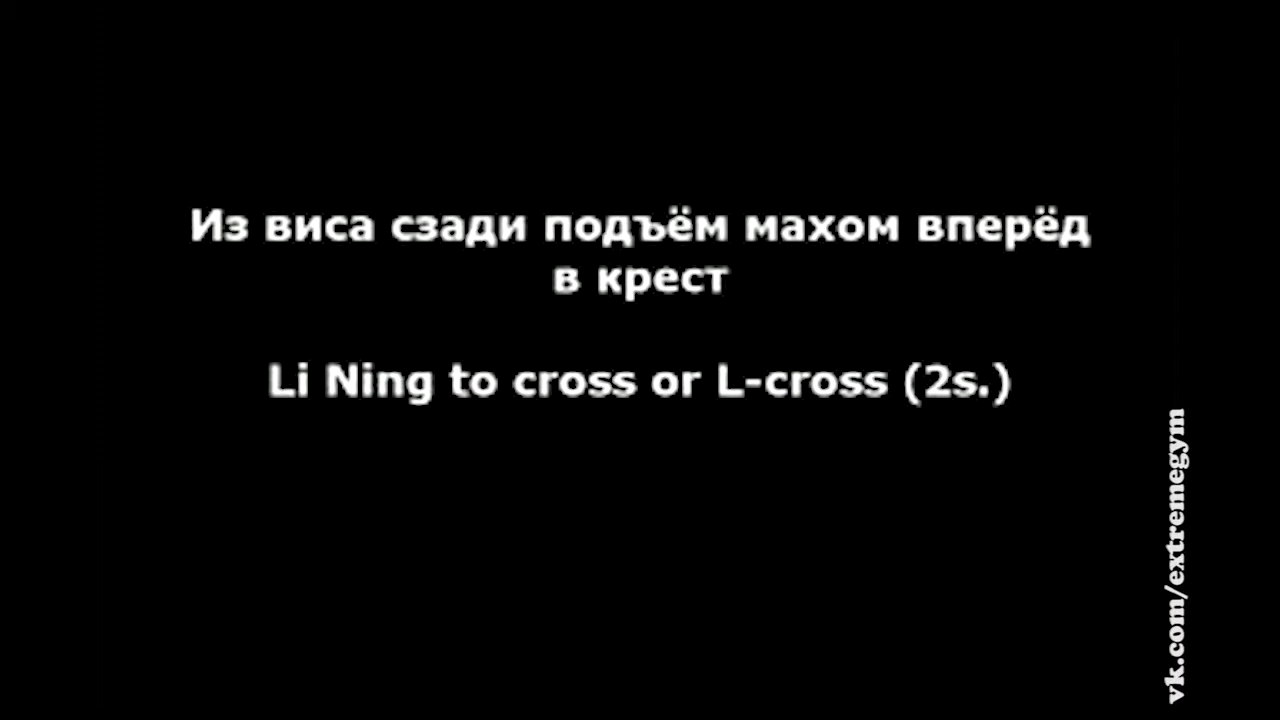 Из виса сзади подъём махом вперёд
в крест
Li Ning to cross or L-cross (2s.)
vk.com/extremegym